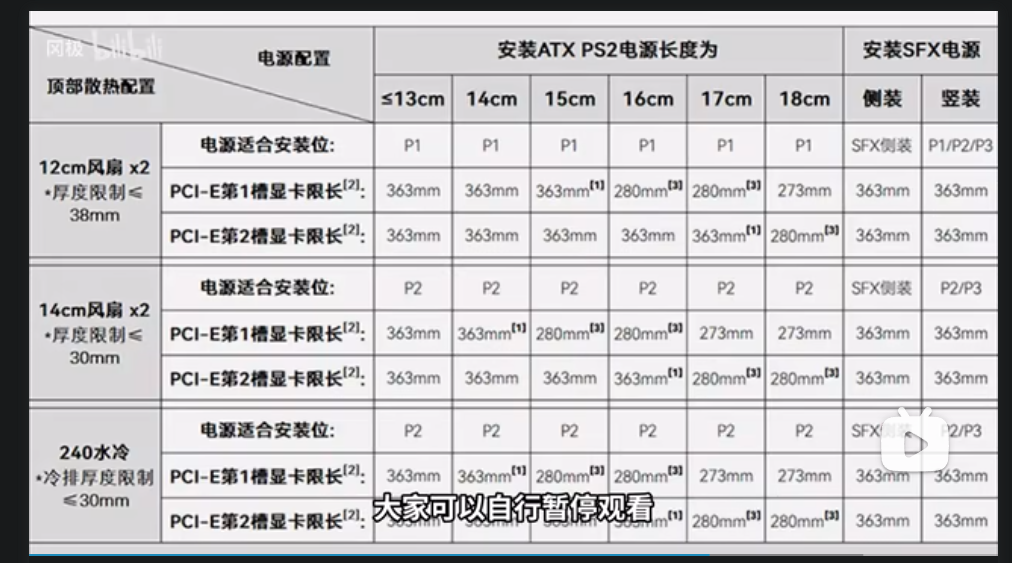 冈极 bilibili
电源配置
顶部散热配置
安装ATX PS2电源长度为
安装SFX电源
≤13cm 14cm 15cm 16cm 17cm 18cm 侧装 竖装
12cm风扇 x2
*厚度限制≤
38mm
电源适合安装位: P1 P1 P1 P1 P1 P1 SFX侧装 P1/P2/P3
PCI-E第1槽显卡限长[2]: 363mm 363mm 363mm[1] 280mm[3] 280mm[3] 273mm 363mm 363mm
PCI-E第2槽显卡限长[2]: 363mm 363mm 363mm 363mm 363mm[1] 280mm[3] 363mm 363mm
14cm风扇 x2
*厚度限制≤
30mm
电源适合安装位: P2 P2 P2 P2 P2 P2 SFX侧装 P2/P3
PCI-E第1槽显卡限长[2]: 363mm 363mm[1] 280mm[3] 280mm[3] 273mm 273mm 363mm 363mm
PCI-E第2槽显卡限长[2]: 363mm 363mm 363mm 363mm[1] 280mm[3] 280mm[3] 363mm 363mm
240水冷
*冷排厚度限制
≤30mm
电源适合安装位: P2 P2 P2 P2 P2 P2 SFX P2/P3
PCI-E第1槽显卡限长[2]: 363mm 363mm[1] 280mm[3] 280mm[3] 273mm 273mm 363mm 363mm
PCI-E第2槽显卡限长[2]: [1] 280mm[3] 280mm[3] 363mm 363mm
大家可以自行暂停观看